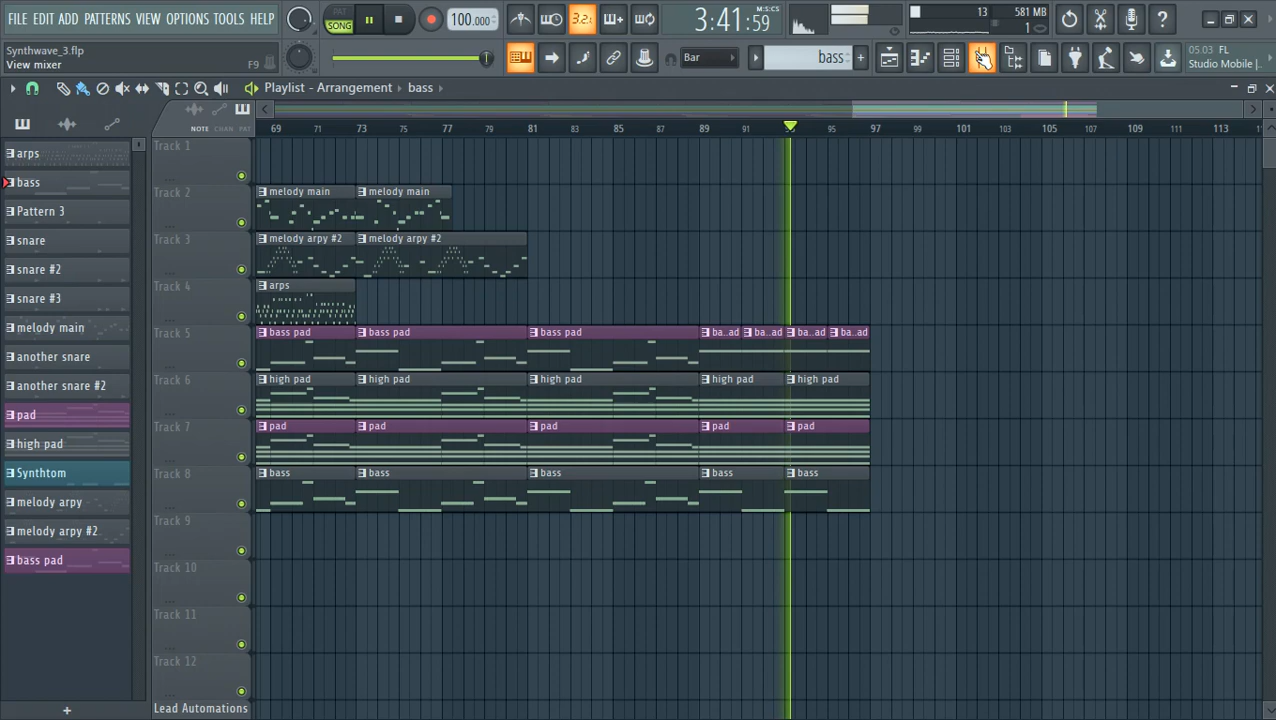 FILE EDIT ADD PATTERNS VIEW OPTIONS TOOLS HELP
PAT
SONG
100.000
3.2
3:41:59
M:S:CS
13
581 MB
1
Synthwave_3.flp
View mixer
F9
Bar
bass
05.03 FL
Studio Mobile |
Playlist - Arrangement
bass
NOTE CHAN PAT
69 71 73 75 77 79 81 83 85 87 89 91 95 97 99 101 103 105 107 109 111 113
arps
bass
Pattern 3
snare
snare #2
snare #3
melody main
another snare
another snare #2
pad
high pad
Synthtom
melody arpy
melody arpy #2
bass pad
Track 1
Track 2
melody main melody main
Track 3
melody arpy #2 melody arpy #2
Track 4
arps
Track 5
bass pad bass pad bass pad ba..ad ba..ad ba..ad ba..ad
Track 6
high pad high pad high pad high pad high pad
Track 7
pad pad pad pad pad
Track 8
bass bass bass bass bass
Track 9
Track 10
Track 11
Track 12
Lead Automations